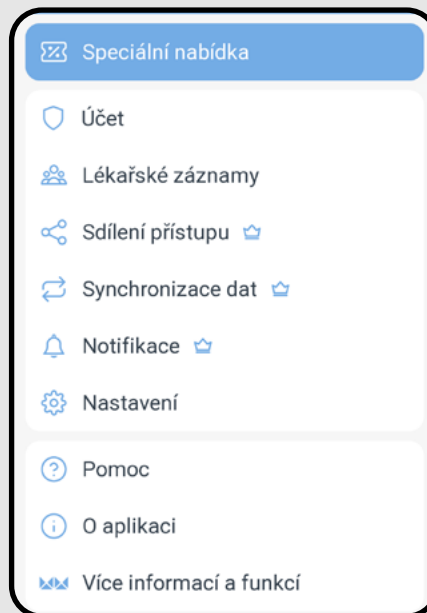 Speciální nabídka
Účet
Lékařské záznamy
Sdílení přístupu
Synchronizace dat
Notifikace
Nastavení
Pomoc
O aplikaci
Více informací a funkcí